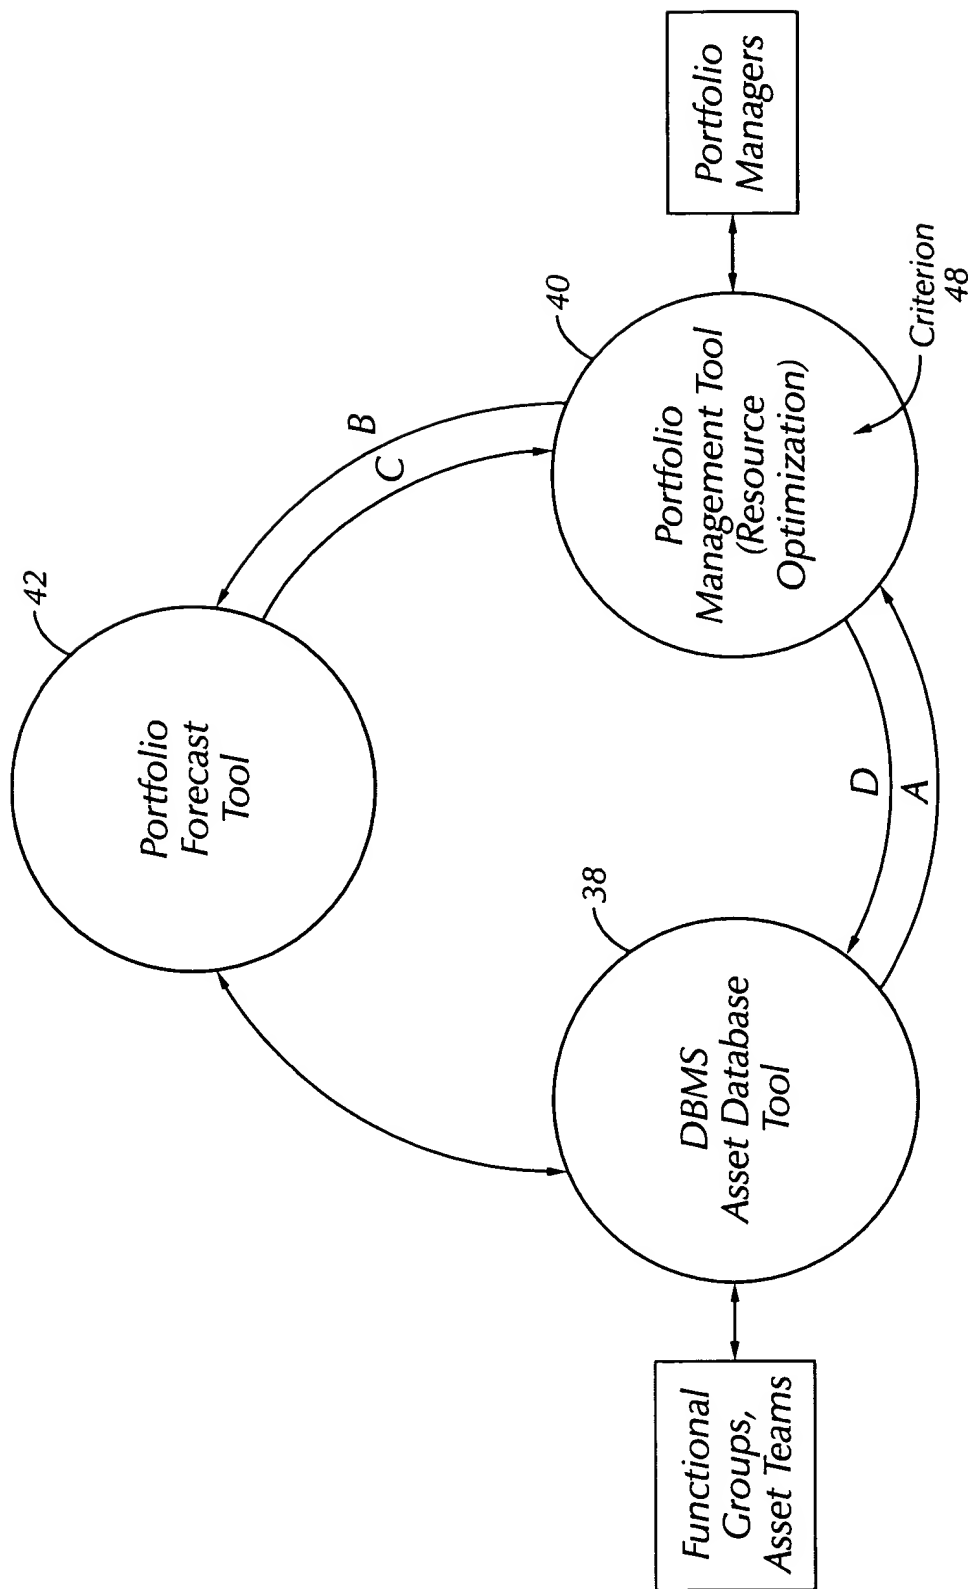 42
Portfolio
Forecast
Tool
B
C
40
Portfolio
Management Tool
(Resource
Optimization)
Portfolio
Managers
Criterion
48
38
DBMS
Asset Database
Tool
D
A
Functional
Groups,
Asset Teams